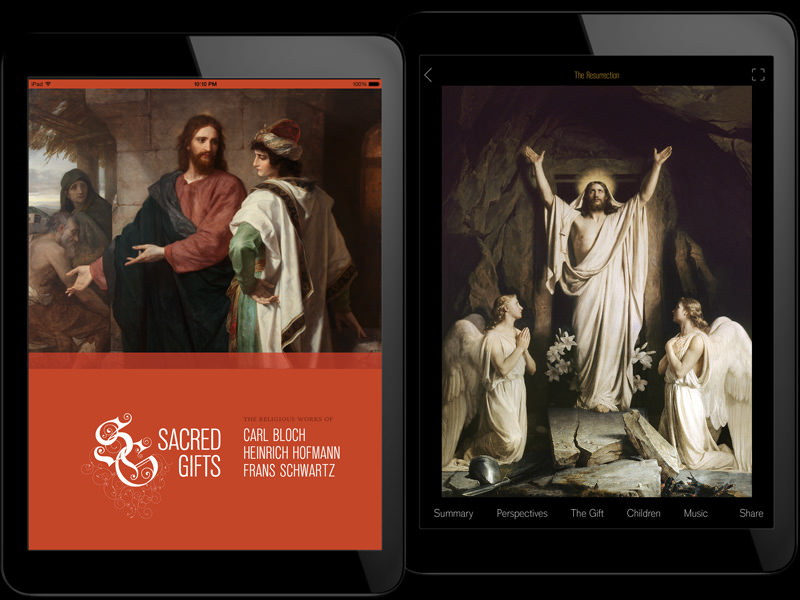 iPad 10:10 PM 100%
SG SACRED
GIFTS
THE RELIGIOUS WORKS OF
CARL BLOCH
HEINRICH HOFMANN
FRANS SCHWARTZ
The Resurrection
Summary Perspectives The Gift Children Music Share